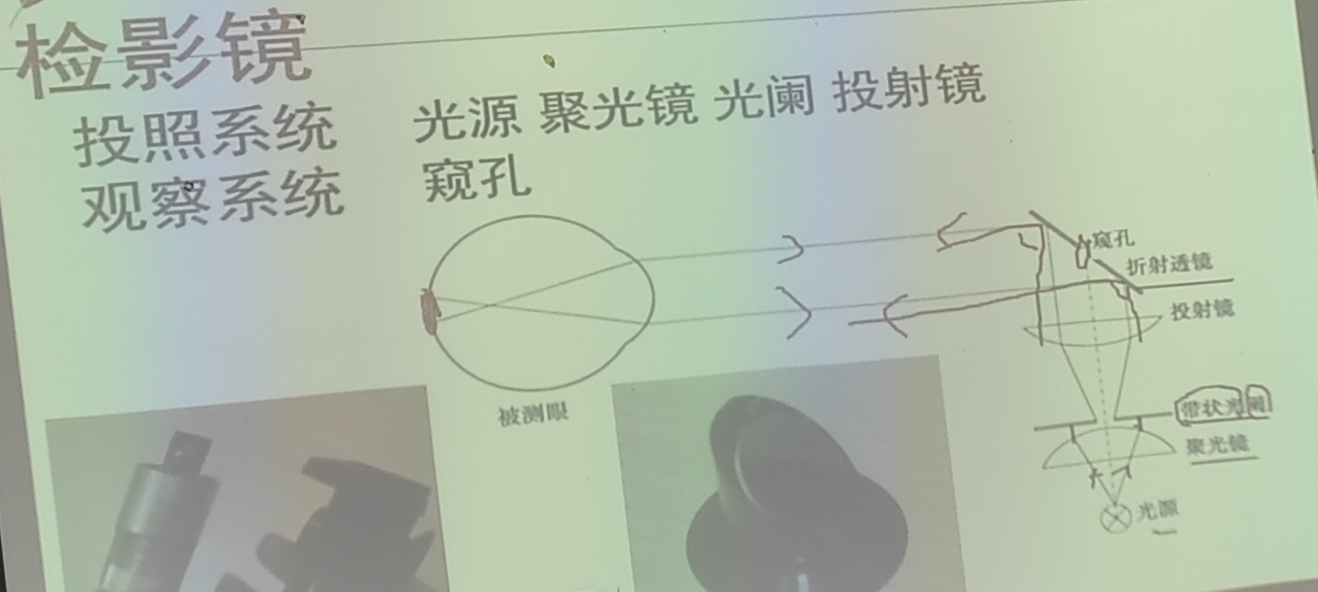 检影镜
投照系统 光源 聚光镜 光阑 投射镜
观察系统 窥孔
窥孔
折射透镜
投射镜
带状光阑
聚光镜
光源
被测眼